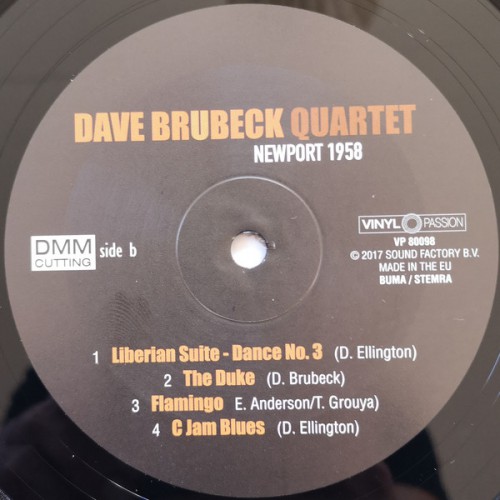 DAVE BRUBECK QUARTET
NEWPORT 1958
DMM
CUTTING
side b
VINYL PASSION
VP 80098
© 2017 SOUND FACTORY B.V.
MADE IN THE EU
BUMA / STEMRA
1 Liberian Suite - Dance No. 3 (D. Ellington)
2 The Duke (D. Brubeck)
3 Flamingo E. Anderson/T. Grouya)
4 C Jam Blues (D. Ellington)